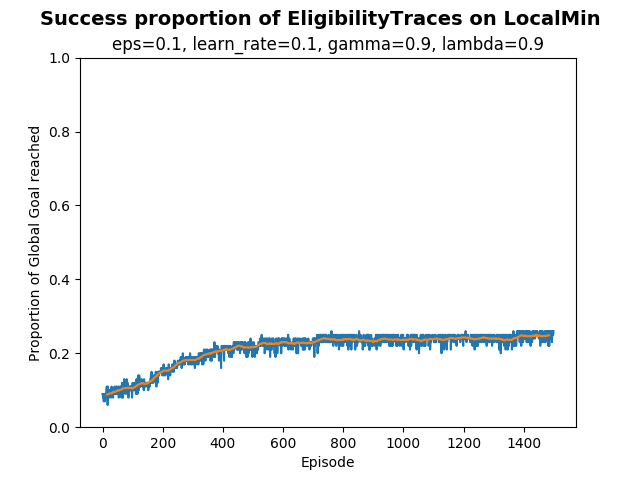 Success proportion of EligibilityTraces on LocalMin
eps=0.1, learn_rate=0.1, gamma=0.9, lambda=0.9
Proportion of Global Goal reached
1.0
0.8
0.6
0.4
0.2
0.0
0 200 400 600 800 1000 1200 1400
Episode